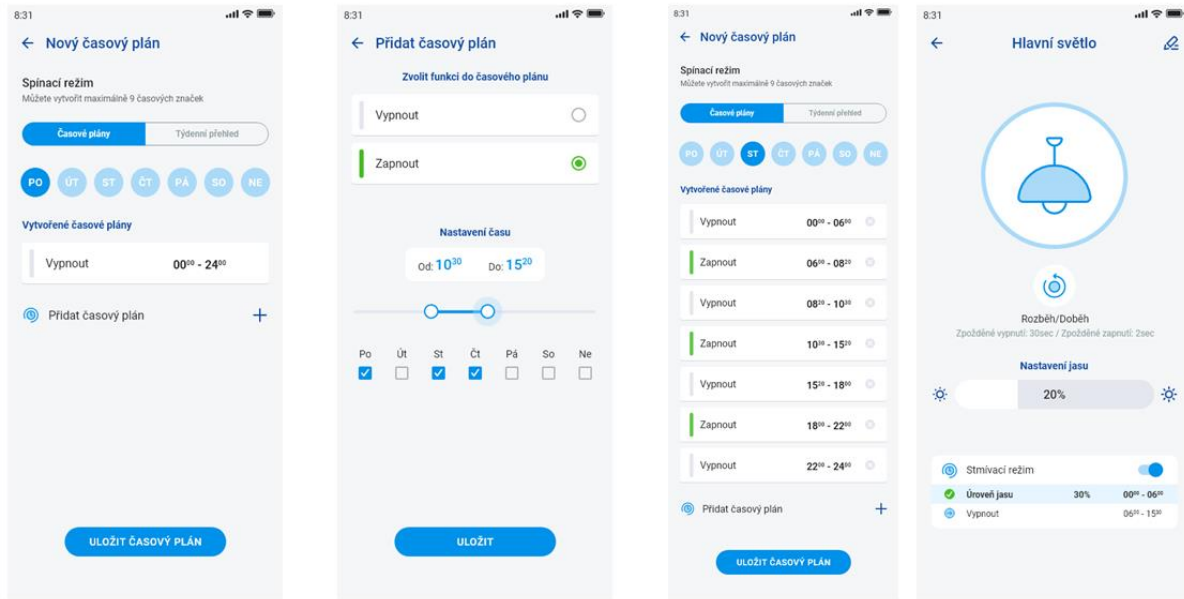 8:31
Nový časový plán
Spínací režim
Můžete vytvořit maximálně 9 časových značek
Časové plány Týdenní přehled
PO ÚT ST ČT PÁ SO NE
Vytvořené časové plány
Vypnout 00⁰⁰ - 24⁰⁰
Přidat časový plán
ULOŽIT ČASOVÝ PLÁN
8:31
Přidat časový plán
Zvolit funkci do časového plánu
Vypnout
Zapnout
Nastavení času
Od: 10³⁰ Do: 15²⁰
Po Út St Čt Pá So Ne
ULOŽIT
8:31
Nový časový plán
Spínací režim
Můžete vytvořit maximálně 9 časových značek
Časové plány Týdenní přehled
PO ÚT ST ČT PÁ SO NE
Vytvořené časové plány
Vypnout 00⁰⁰ - 06⁰⁰
Zapnout 06⁰⁰ - 08²⁰
Vypnout 08²⁰ - 10³⁰
Zapnout 10³⁰ - 15²⁰
Vypnout 15²⁰ - 18⁰⁰
Zapnout 18⁰⁰ - 22⁰⁰
Vypnout 22⁰⁰ - 24⁰⁰
Přidat časový plán
ULOŽIT ČASOVÝ PLÁN
8:31
Hlavní světlo
Rozběh/Doběh
Zpožděné vypnutí: 30sec / Zpožděné zapnutí: 2sec
Nastavení jasu
20%
Stmívací režim
Úroveň jasu 30% 00⁰⁰ - 06⁰⁰
Vypnout 06⁰⁰ - 15³⁰